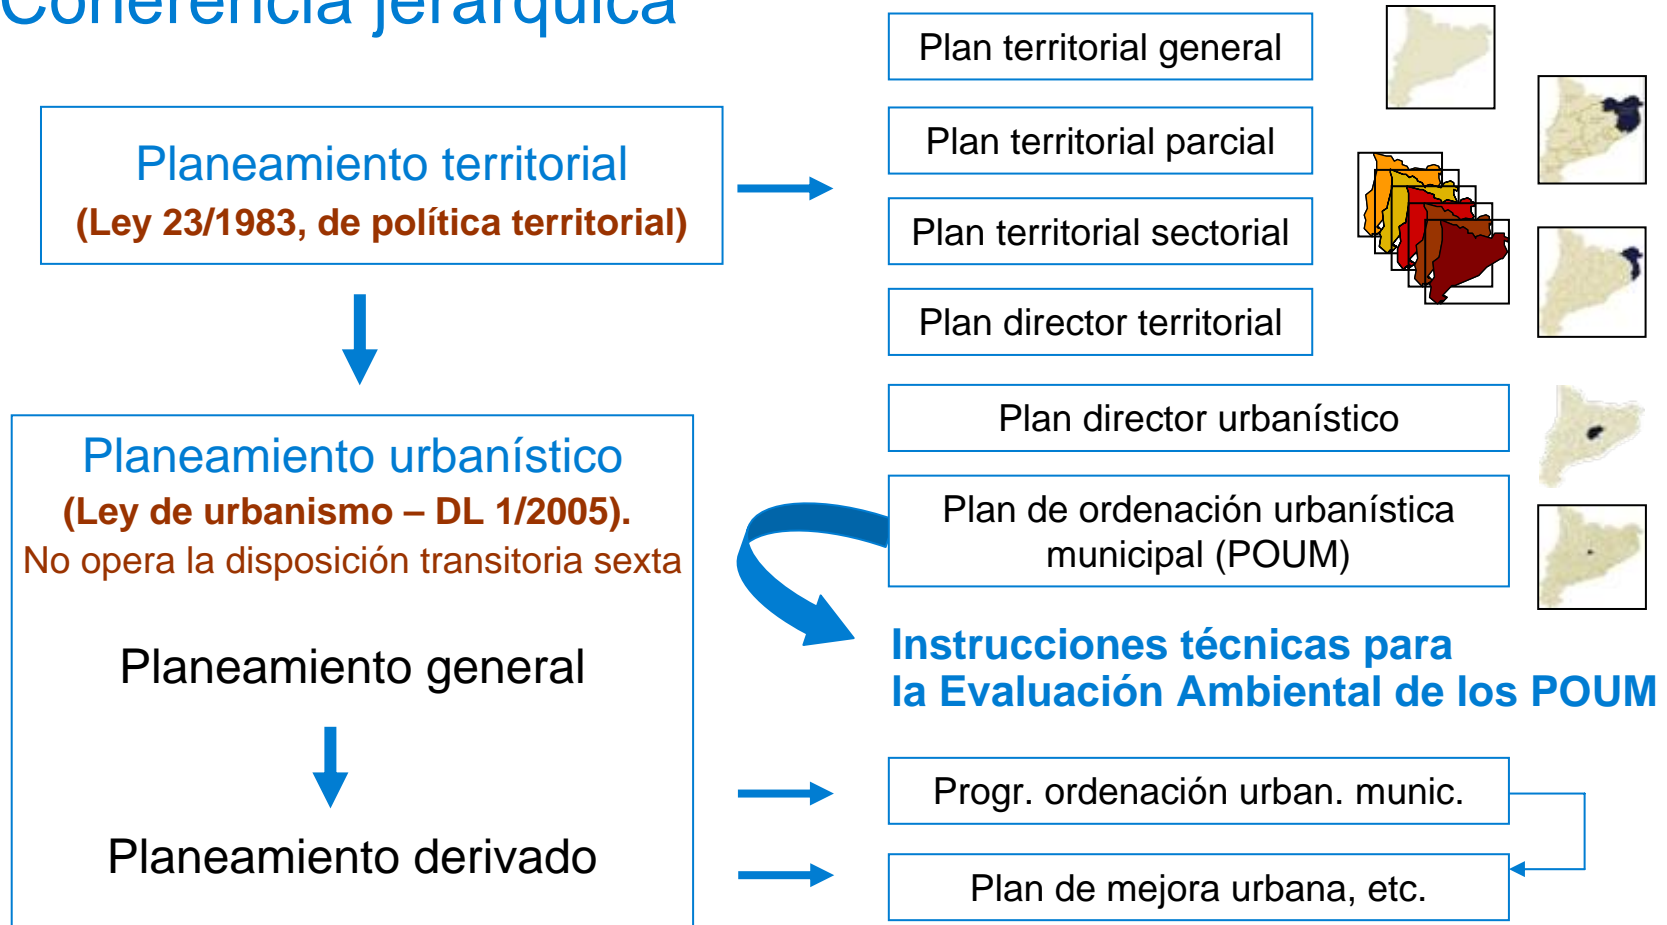 Coherencia jerárquica
Planeamiento territorial
(Ley 23/1983, de política territorial)
Plan territorial general
Plan territorial parcial
Plan territorial sectorial
Plan director territorial
Planeamiento urbanístico
(Ley de urbanismo – DL 1/2005).
No opera la disposición transitoria sexta
Planeamiento general
Planeamiento derivado
Plan director urbanístico
Plan de ordenación urbanística
municipal (POUM)
Instrucciones técnicas para
la Evaluación Ambiental de los POUM
Progr. ordenación urban. munic.
Plan de mejora urbana, etc.